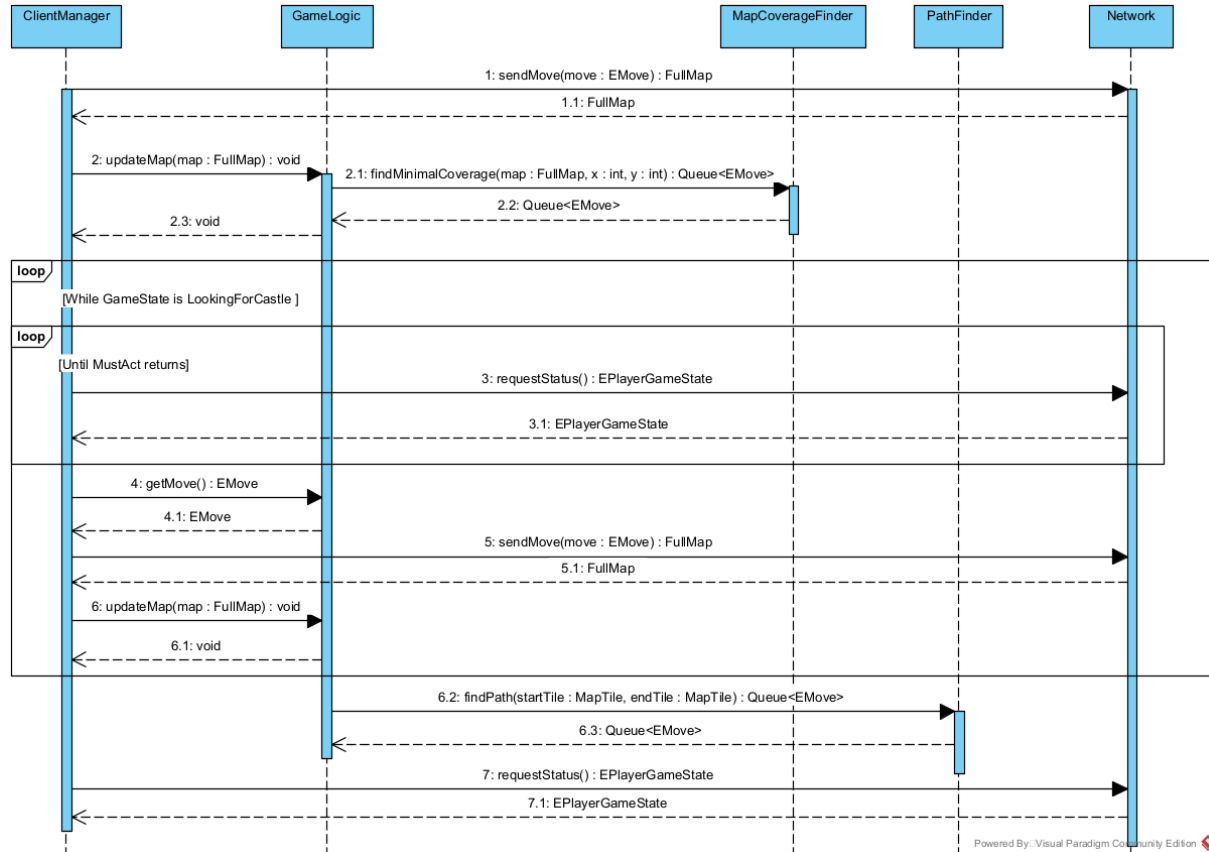 ClientManager
GameLogic
MapCoverageFinder
PathFinder
Network
1: sendMove(move : EMove) : FullMap
1.1: FullMap
2: updateMap(map : FullMap) : void
2.1: findMinimalCoverage(map : FullMap, x : int, y : int) : Queue<EMove>
2.2: Queue<EMove>
2.3: void
loop
[While GameState is LookingForCastle ]
loop
[Until MustAct returns]
3: requestStatus() : EPlayerGameState
3.1: EPlayerGameState
4: getMove() : EMove
4.1: EMove
5: sendMove(move : EMove) : FullMap
5.1: FullMap
6: updateMap(map : FullMap) : void
6.1: void
6.2: findPath(startTile : MapTile, endTile : MapTile) : Queue<EMove>
6.3: Queue<EMove>
7: requestStatus() : EPlayerGameState
7.1: EPlayerGameState
Powered By Visual Paradigm Community Edition